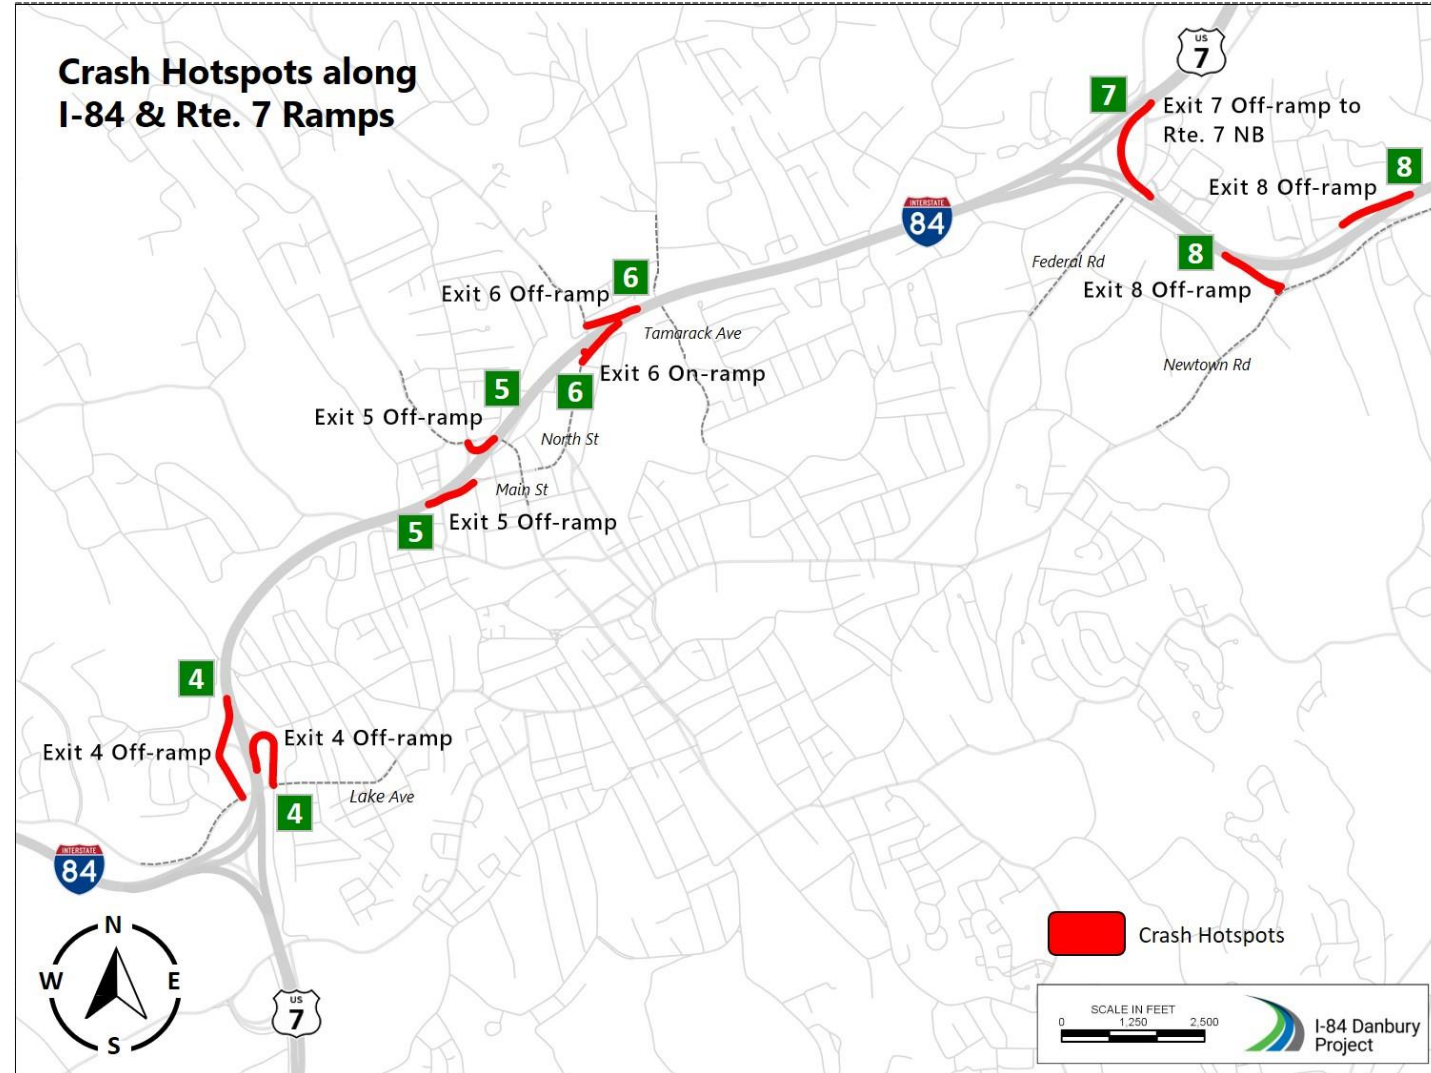 Crash Hotspots along
I-84 & Rte. 7 Ramps
US
7
7
Exit 7 Off-ramp to
Rte. 7 NB
8
Exit 8 Off-ramp
INTERSTATE
84
8
Federal Rd
Exit 8 Off-ramp
6
Exit 6 Off-ramp
Tamarack Ave
Newtown Rd
Exit 6 On-ramp
5
6
Exit 5 Off-ramp
North St
Main St
5
Exit 5 Off-ramp
4
Exit 4 Off-ramp
Exit 4 Off-ramp
Lake Ave
4
INTERSTATE
84
N
W
E
S
US
7
Crash Hotspots
SCALE IN FEET
0 1,250 2,500
I-84 Danbury
Project